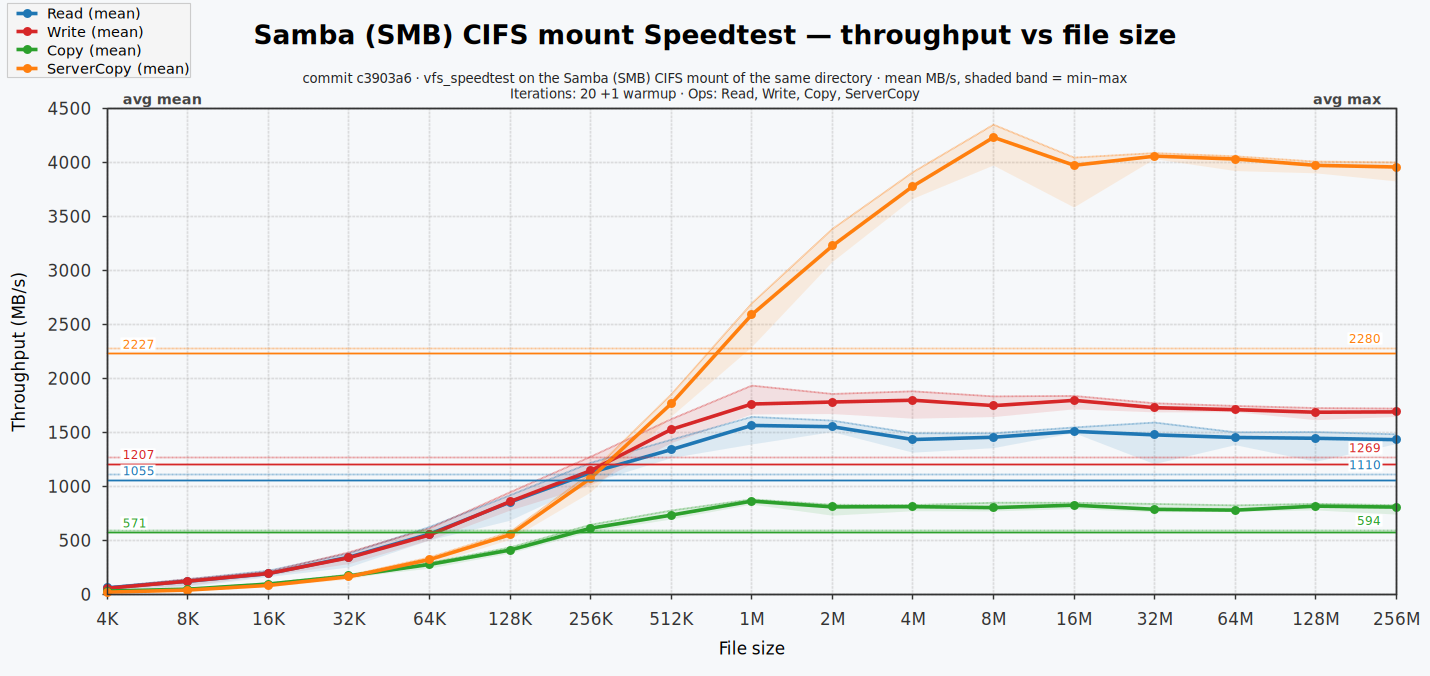 Read (mean)
Write (mean)
Copy (mean)
ServerCopy (mean)
Samba (SMB) CIFS mount Speedtest — throughput vs file size
commit c3903a6 · vfs_speedtest on the Samba (SMB) CIFS mount of the same directory · mean MB/s, shaded band = min–max
Iterations: 20 +1 warmup · Ops: Read, Write, Copy, ServerCopy
avg mean
avg max
4500
4000
3500
3000
2500
2000
1500
1000
500
0
Throughput (MB/s)
2227
2280
1207
1269
1055
1110
571
594
4K 8K 16K 32K 64K 128K 256K 512K 1M 2M 4M 8M 16M 32M 64M 128M 256M
File size